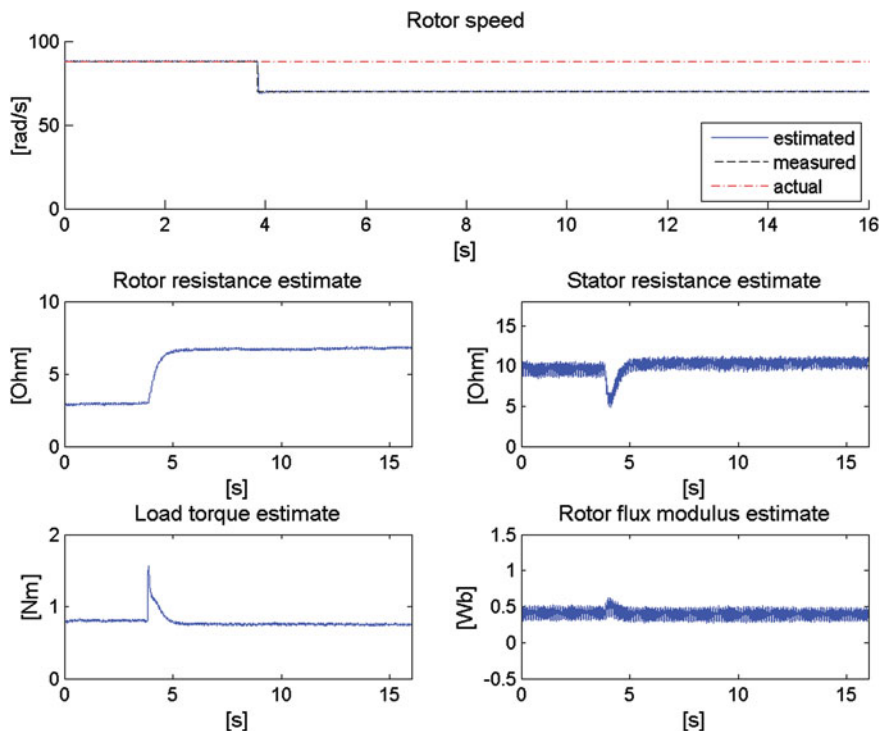 Rotor speed
100
50
0
[rad/s]
estimated
measured
actual
0 2 4 6 8 10 12 14 16
[s]
Rotor resistance estimate
10
5
0
[Ohm]
0 5 10 15
[s]
Stator resistance estimate
15
10
5
0
[Ohm]
0 5 10 15
[s]
Load torque estimate
2
1
0
[Nm]
0 5 10 15
[s]
Rotor flux modulus estimate
1.5
1
0.5
0
-0.5
[Wb]
0 5 10 15
[s]